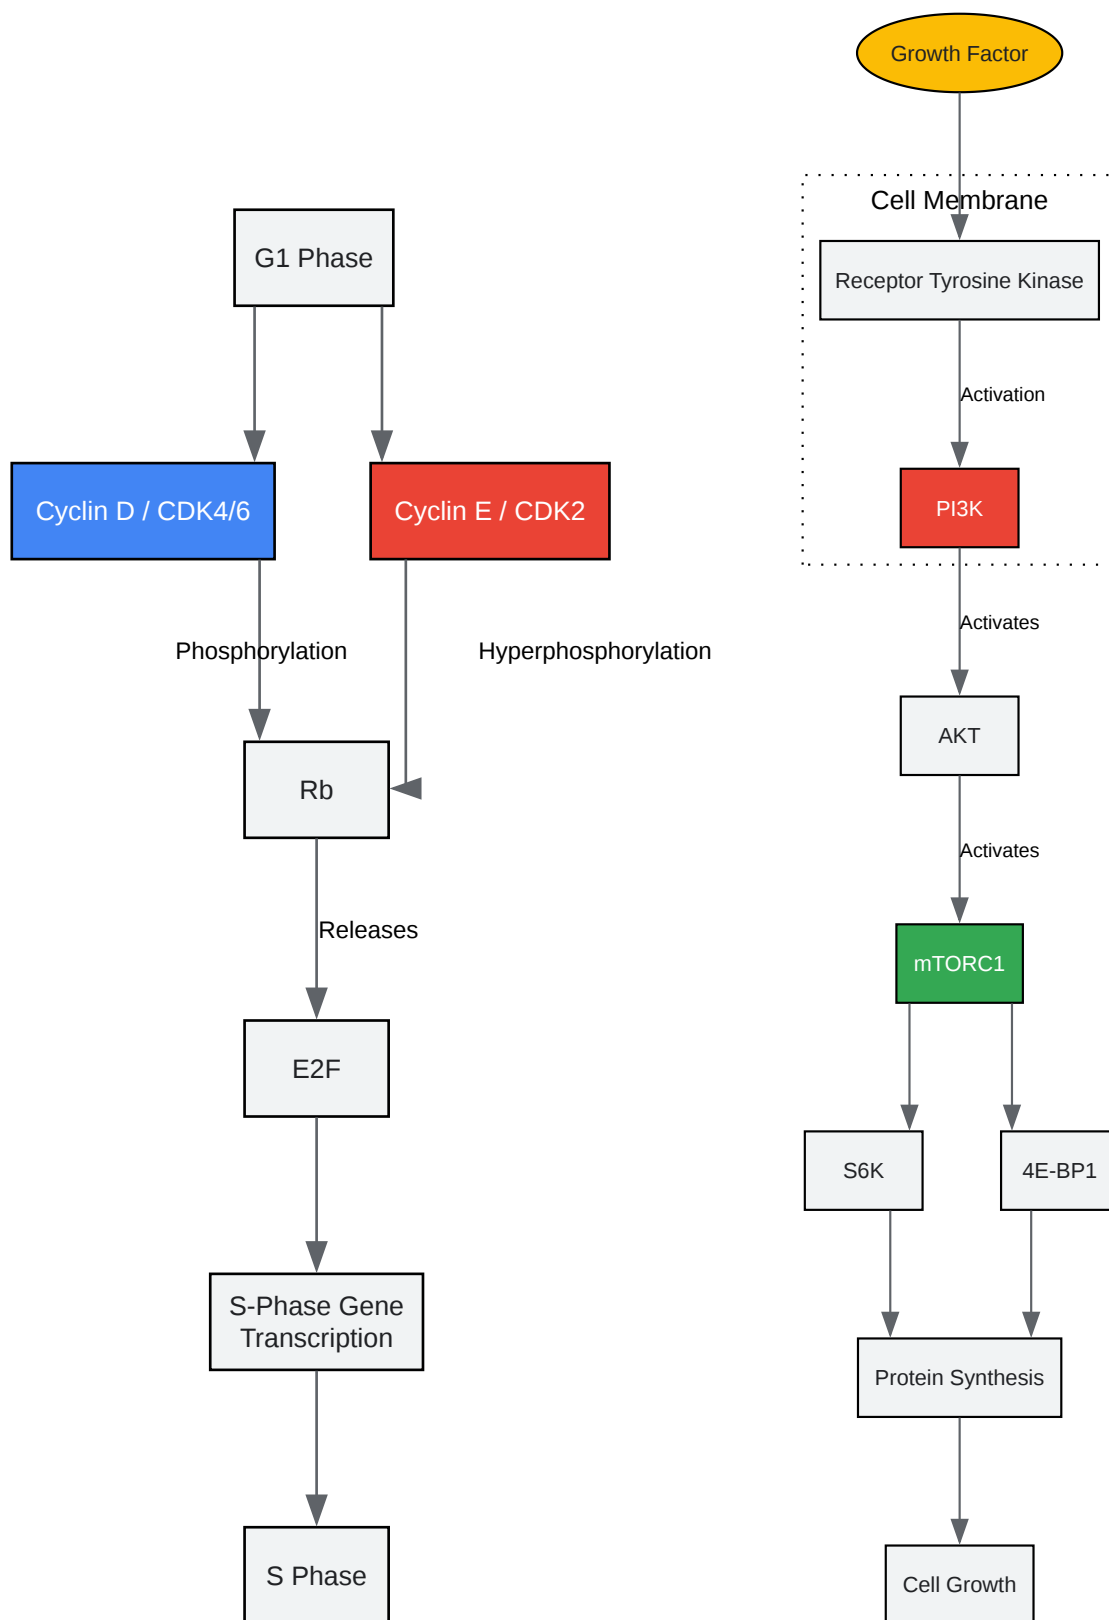 G1 Phase
Cyclin D / CDK4/6
Cyclin E / CDK2
Phosphorylation
Hyperphosphorylation
Rb
Releases
E2F
S-Phase Gene
Transcription
S Phase
Growth Factor
Cell Membrane
Receptor Tyrosine Kinase
Activation
PI3K
Activates
AKT
Activates
mTORC1
S6K
4E-BP1
Protein Synthesis
Cell Growth